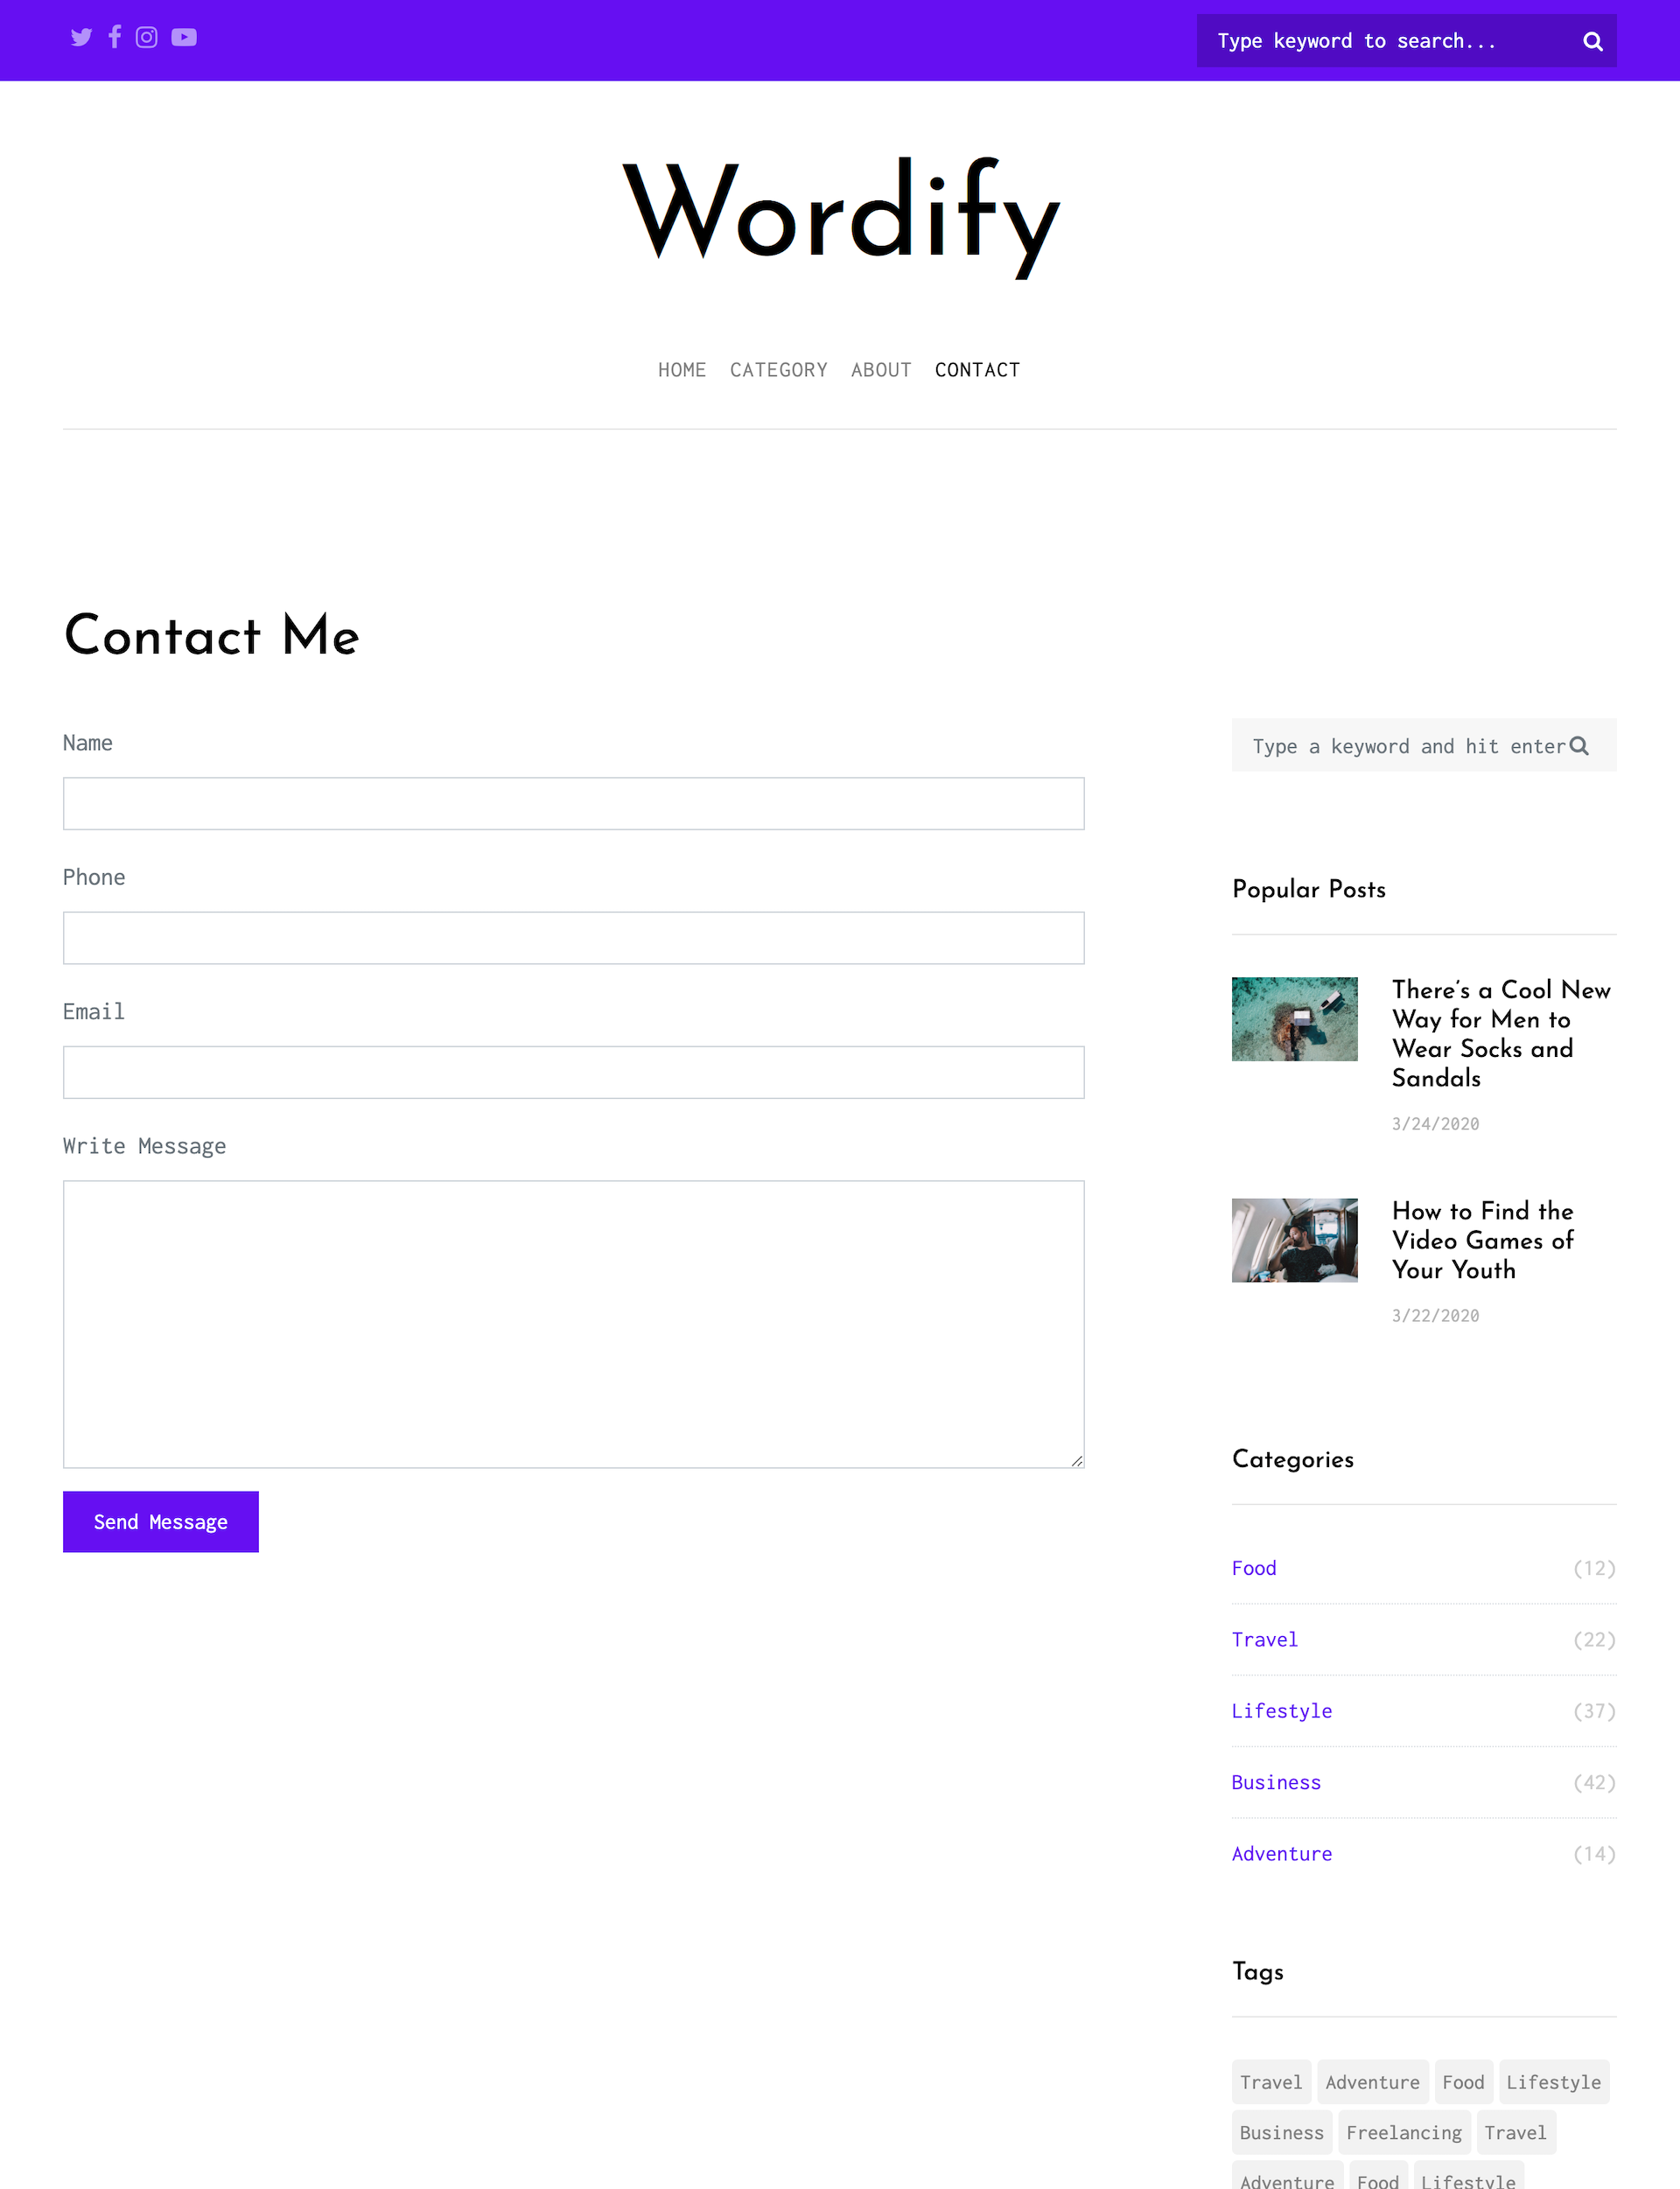 Type keyword to search...
Wordify
HOME CATEGORY ABOUT CONTACT
Contact Me
Name
Phone
Email
Write Message
Send Message
Type a keyword and hit enter
Popular Posts
There's a Cool New
Way for Men to
Wear Socks and
Sandals
3/24/2020
How to Find the
Video Games of
Your Youth
3/22/2020
Categories
Food (12)
Travel (22)
Lifestyle (37)
Business (42)
Adventure (14)
Tags
Travel Adventure Food Lifestyle
Business Freelancing Travel
Adventure Food Lifestyle